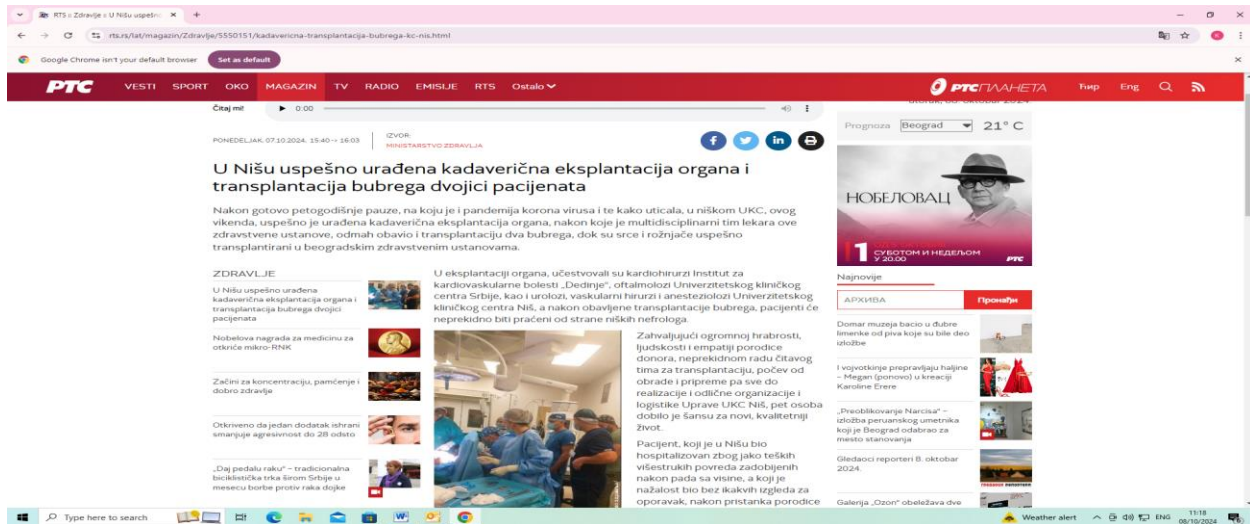 RTS :: Zdravlje :: U Nišu uspešno
rts.rs/lat/magazin/Zdravlje/5550151/kadavericna-transplantacija-bubrega-kc-nis.html
Google Chrome isn't your default browser
Set as default
РТС
VESTI SPORT OKO MAGAZIN TV RADIO EMISIJE RTS Ostalo
РТС ПЛАНЕТА
Ћир Eng
Čitaj mi!
0:00
utorak, 08. oktobar 2024
Prognoza Beograd 21° C
PONEDELJAK, 07.10.2024, 15:40 -> 16:03
IZVOR:
MINISTARSTVO ZDRAVLJA
U Nišu uspešno urađena kadaverična eksplantacija organa i
transplantacija bubrega dvojici pacijenata
Nakon gotovo petogodišnje pauze, na koju je i pandemija korona virusa i te kako uticala, u niškom UKC, ovog
vikenda, uspešno je urađena kadaverična eksplantacija organa, nakon koje je multidisciplinarni tim lekara ove
zdravstvene ustanove, odmah obavio i transplantaciju dva bubrega, dok su srce i rožnjače uspešno
transplantirani u beogradskim zdravstvenim ustanovama.
ZDRAVLJE
U Nišu uspešno urađena
kadaverična eksplantacija organa i
transplantacija bubrega dvojici
pacijenata
Nobelova nagrada za medicinu za
otkriće mikro-RNK
Začini za koncentraciju, pamćenje i
dobro zdravlje
Otkriveno da jedan dodatak ishrani
smanjuje agresivnost do 28 odsto
„Daj pedalu raku" – tradicionalna
biciklistička trka širom Srbije u
mesecu borbe protiv raka dojke
U eksplantaciji organa, učestvovali su kardiohirurzi Institut za
kardiovaskularne bolesti „Dedinje", oftalmolozi Univerzitetskog kliničkog
centra Srbije, kao i urolozi, vaskularni hirurzi i anesteziolozi Univerzitetskog
kliničkog centra Niš, a nakon obavljene transplantacije bubrega, pacijenti će
neprekidno biti praćeni od strane niških nefrologa.
Zahvaljujući ogromnoj hrabrosti,
ljudskosti i empatiji porodice
donora, neprekidnom radu čitavog
tima za transplantaciju, počev od
obrade i pripreme pa sve do
realizacije i odlične organizacije i
logistike Uprave UKC Niš, pet osoba
dobilo je šansu za novi, kvalitetniji
život.
Pacijent, koji je u Nišu bio
hospitalizovan zbog jako teških
višestrukih povreda zadobijenih
nakon pada sa visine, a koji je
nažalost bio bez ikakvih izgleda za
oporavak, nakon pristanka porodice
НОБЕЛОВАЦ
1
СУБОТОМ И НЕДЕЉОМ
У 20.00
РТС
Najnovije
АРХИВА
Пронађи
Domar muzeja bacio u đubre
limenke od piva koje su bile deo
izložbe
I vojvotkinje prepravljaju haljine
– Megan (ponovo) u kreaciji
Karoline Erere
„Preoblikovanje Narcisa" –
izložba peruanskog umetnika
koji je Beograd odabrao za
mesto stanovanja
Gledaoci reporteri 8. oktobar
2024.
Galerija „Ozon" obeležava dve
Type here to search
Weather alert
ENG
11:18
08/10/2024